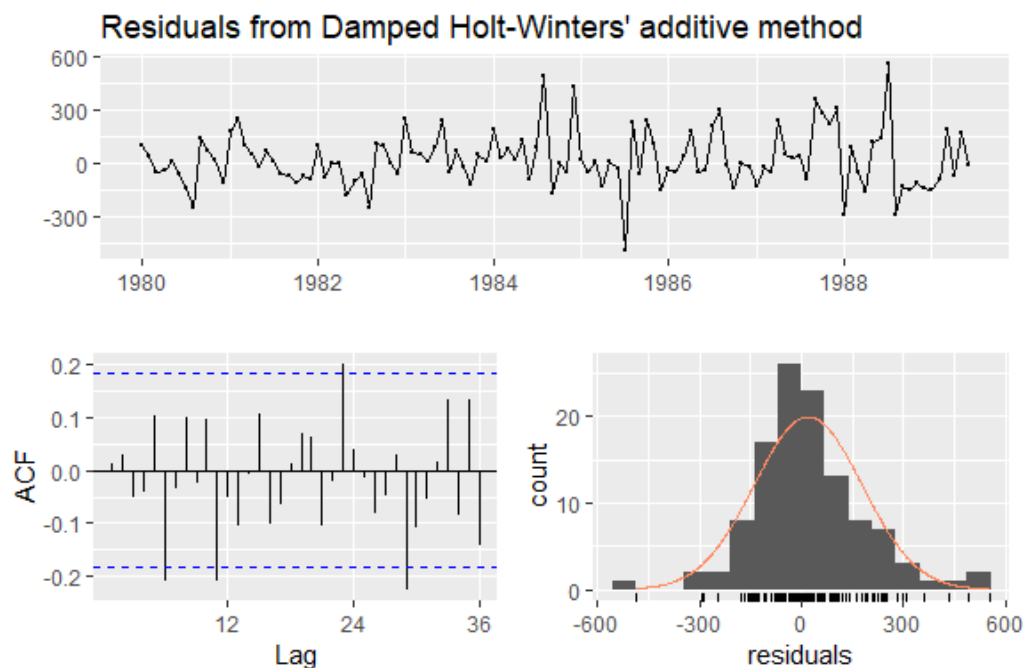 Residuals from Damped Holt-Winters' additive method
600
300
0
-300
1980 1982 1984 1986 1988
ACF
0.2
0.1
0.0
-0.1
-0.2
12 24 36
Lag
count
20
10
0
-600 -300 0 300 600
residuals